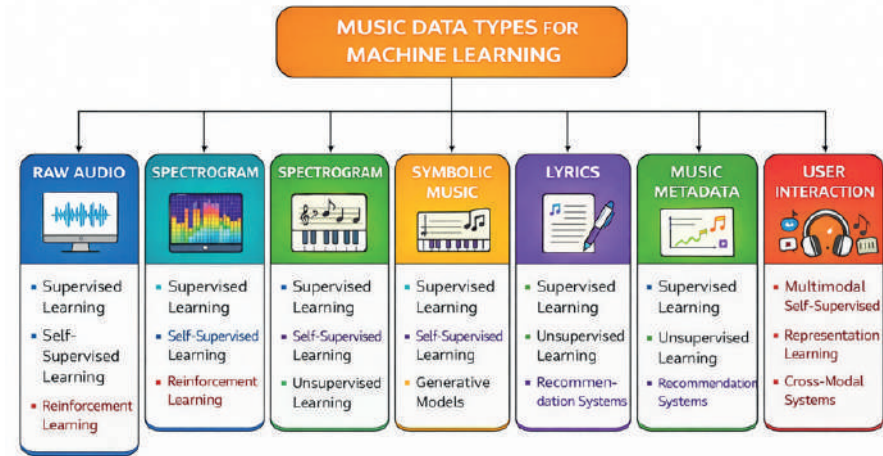 MUSIC DATA TYPES FOR
MACHINE LEARNING
RAW AUDIO
Supervised
Learning
Self-
Supervised
Learning
Reinforcement
Learning
SPECTROGRAM
Supervised
Learning
Self-Supervised
Learning
Reinforcement
Learning
SPECTROGRAM
Supervised
Learning
Self-Supervised
Learning
Unsupervised
Learning
SYMBOLIC
MUSIC
Supervised
Learning
Self-Supervised
Learning
Generative
Models
LYRICS
Supervised
Learning
Unsupervised
Learning
Recommen-
dation Systems
MUSIC
METADATA
Supervised
Learning
Unsupervised
Learning
Recommendation
Systems
USER
INTERACTION
Multimodal
Self-Supervised
Representation
Learning
Cross-Modal
Systems